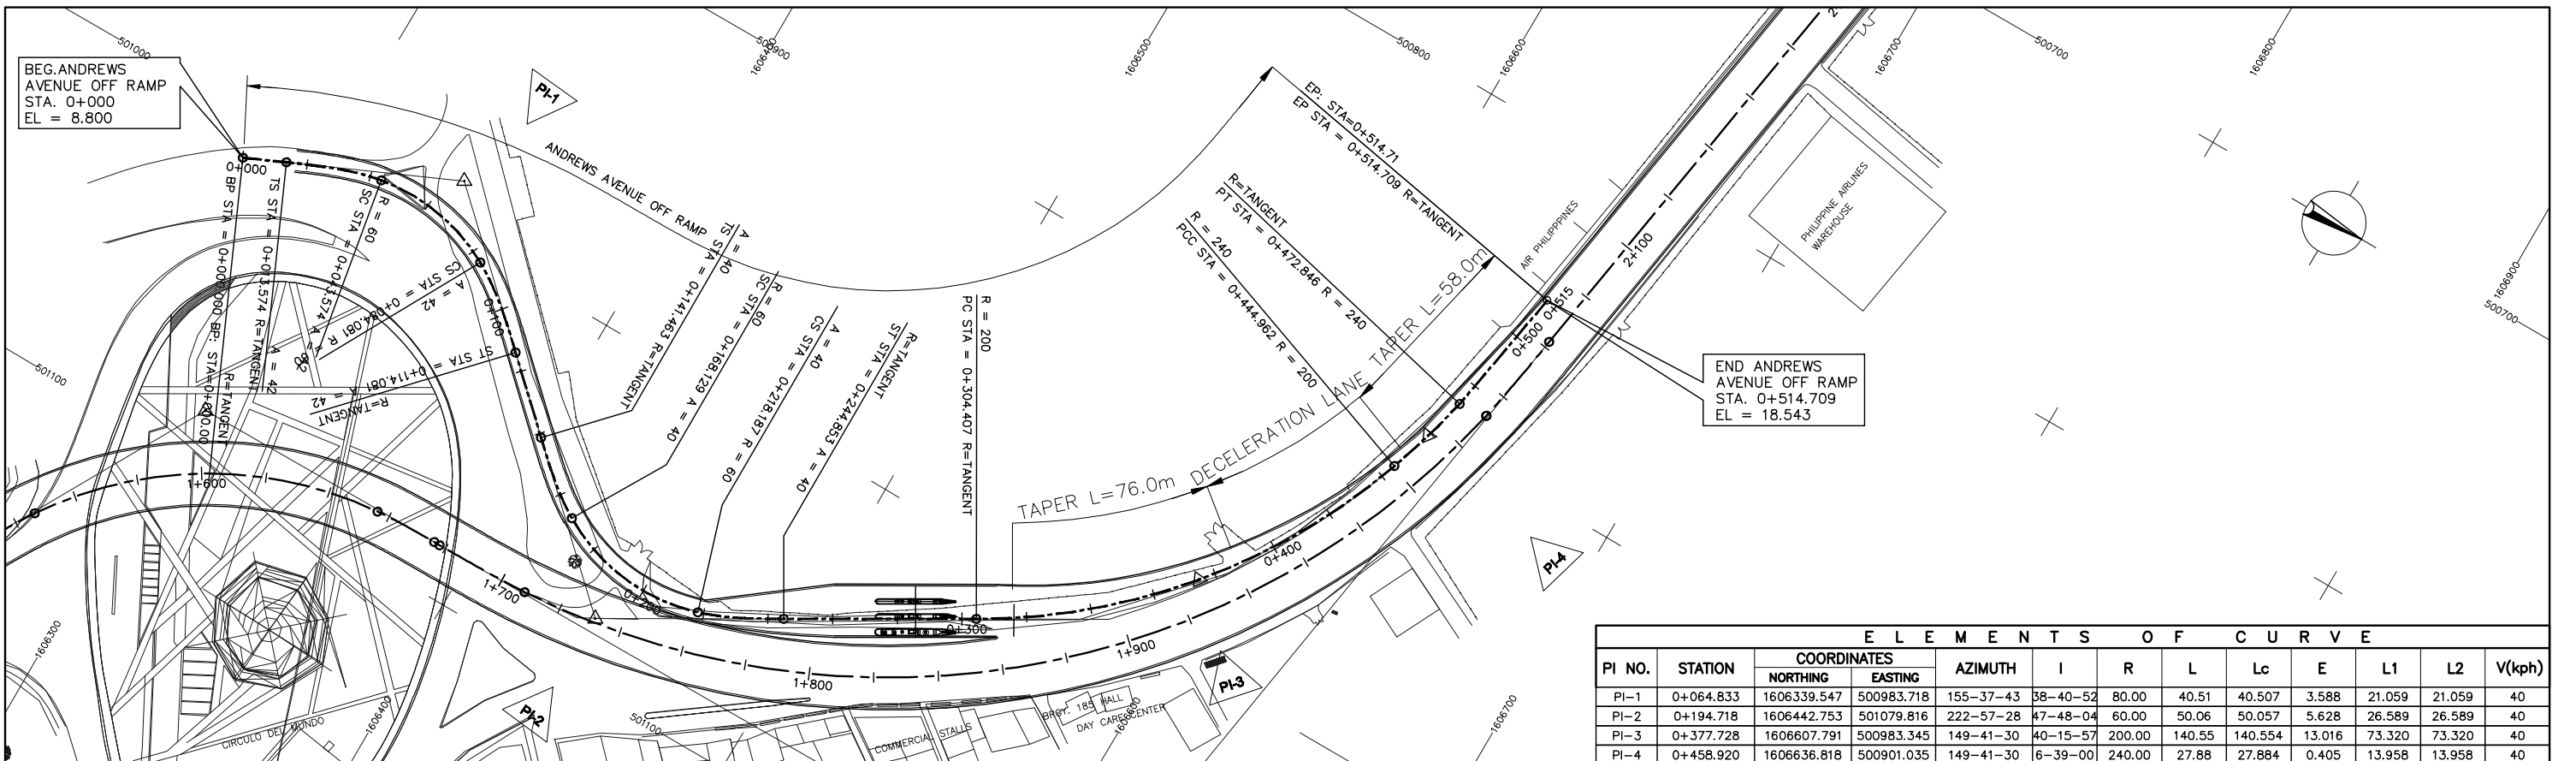 BEG.ANDREWS
AVENUE OFF RAMP
STA. 0+000
EL = 8.800
501000
500900
1606400
1606500
500800
1606600
1606700
500700
1606800
1606900
500700
PI-1
ANDREWS AVENUE OFF RAMP
0+000
BP STA = 0+000.000 BP: STA=0+000.00
R=TANGENT
TS STA = 0+013.574 R=TANGENT
A = 42
R = 60
SC STA = 0+043.574 A =
CS STA = 0+084.081 R =
A = 42
0+100
ST STA = 0+114.081 A = 42
R=TANGENT
A = 40
TS STA = 0+141.463 R=TANGENT
R = 60
SC STA = 0+168.129 A = 40
A = 40
CS STA = 0+218.187 R = 60
R=TANGENT
ST STA = 0+244.853 A = 40
R = 200
PC STA = 0+304.407 R=TANGENT
R = 240
PCC STA = 0+444.962 R = 200
R=TANGENT
PT STA = 0+472.846 R = 240
EP: STA=0+514.71
EP STA = 0+514.709 R=TANGENT
TAPER L=76.0m
DECELERATION LANE
TAPER L=58.0m
AIR PHILIPPINES
PHILIPPINE AIRLINES
WAREHOUSE
2+100
0+515
0+500
END ANDREWS
AVENUE OFF RAMP
STA. 0+514.709
EL = 18.543
501100
1+600
1+700
0+200
0+300
0+400
1+800
1+900
PI-2
PI-3
PI-4
1606300
1606400
501100
1606600
1606700
CIRCULO DEL MUNDO
COMMERCIAL STALLS
BRGY. 185 HALL
DAY CARE CENTER
ELEMENTS OF CURVE
PI NO. STATION COORDINATES AZIMUTH I R L Lc E L1 L2 V(kph)
NORTHING EASTING
PI-1 0+064.833 1606339.547 500983.718 155-37-43 38-40-52 80.00 40.51 40.507 3.588 21.059 21.059 40
PI-2 0+194.718 1606442.753 501079.816 222-57-28 47-48-04 60.00 50.06 50.057 5.628 26.589 26.589 40
PI-3 0+377.728 1606607.791 500983.345 149-41-30 40-15-57 200.00 140.55 140.554 13.016 73.320 73.320 40
PI-4 0+458.920 1606636.818 500901.035 149-41-30 6-39-00 240.00 27.88 27.884 0.405 13.958 13.958 40